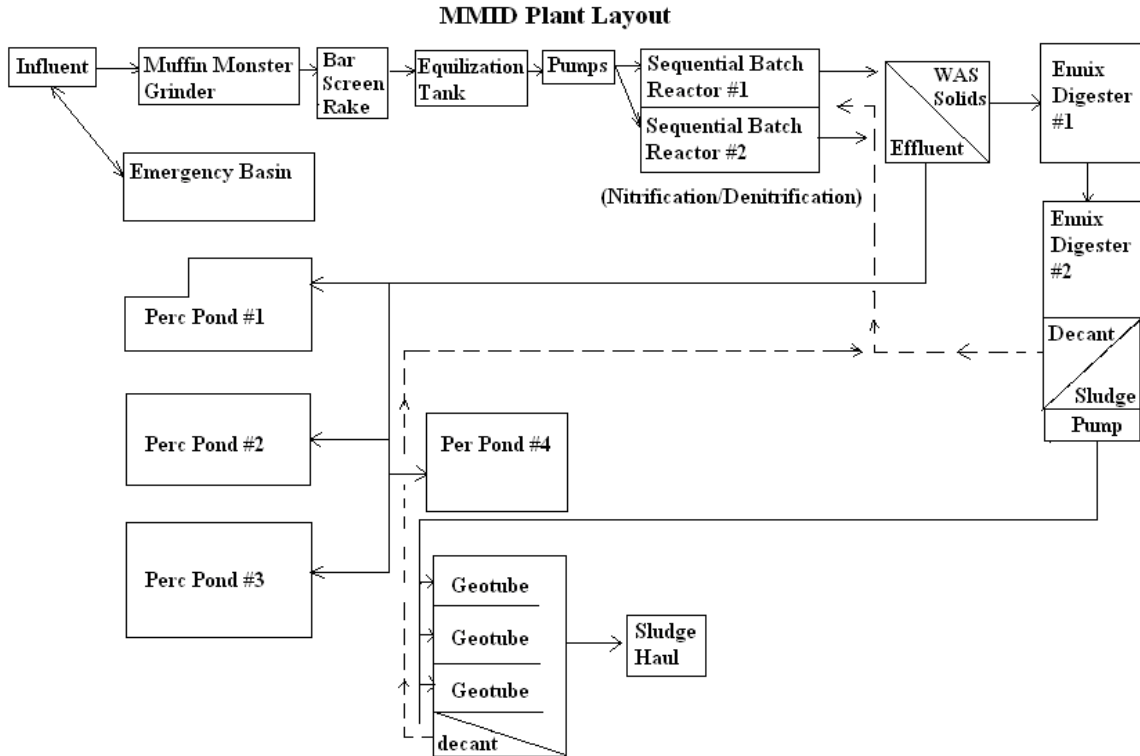 MMID Plant Layout
Influent
Muffin Monster
Grinder
Bar
Screen
Rake
Equilization
Tank
Pumps
Sequential Batch
Reactor #1
Sequential Batch
Reactor #2
(Nitrification/Denitrification)
WAS
Solids
Effluent
Ennix
Digester
#1
Emergency Basin
Ennix
Digester
#2
Decant
Sludge
Pump
Perc Pond #1
Perc Pond #2
Per Pond #4
Perc Pond #3
Geotube
Geotube
Geotube
decant
Sludge
Haul